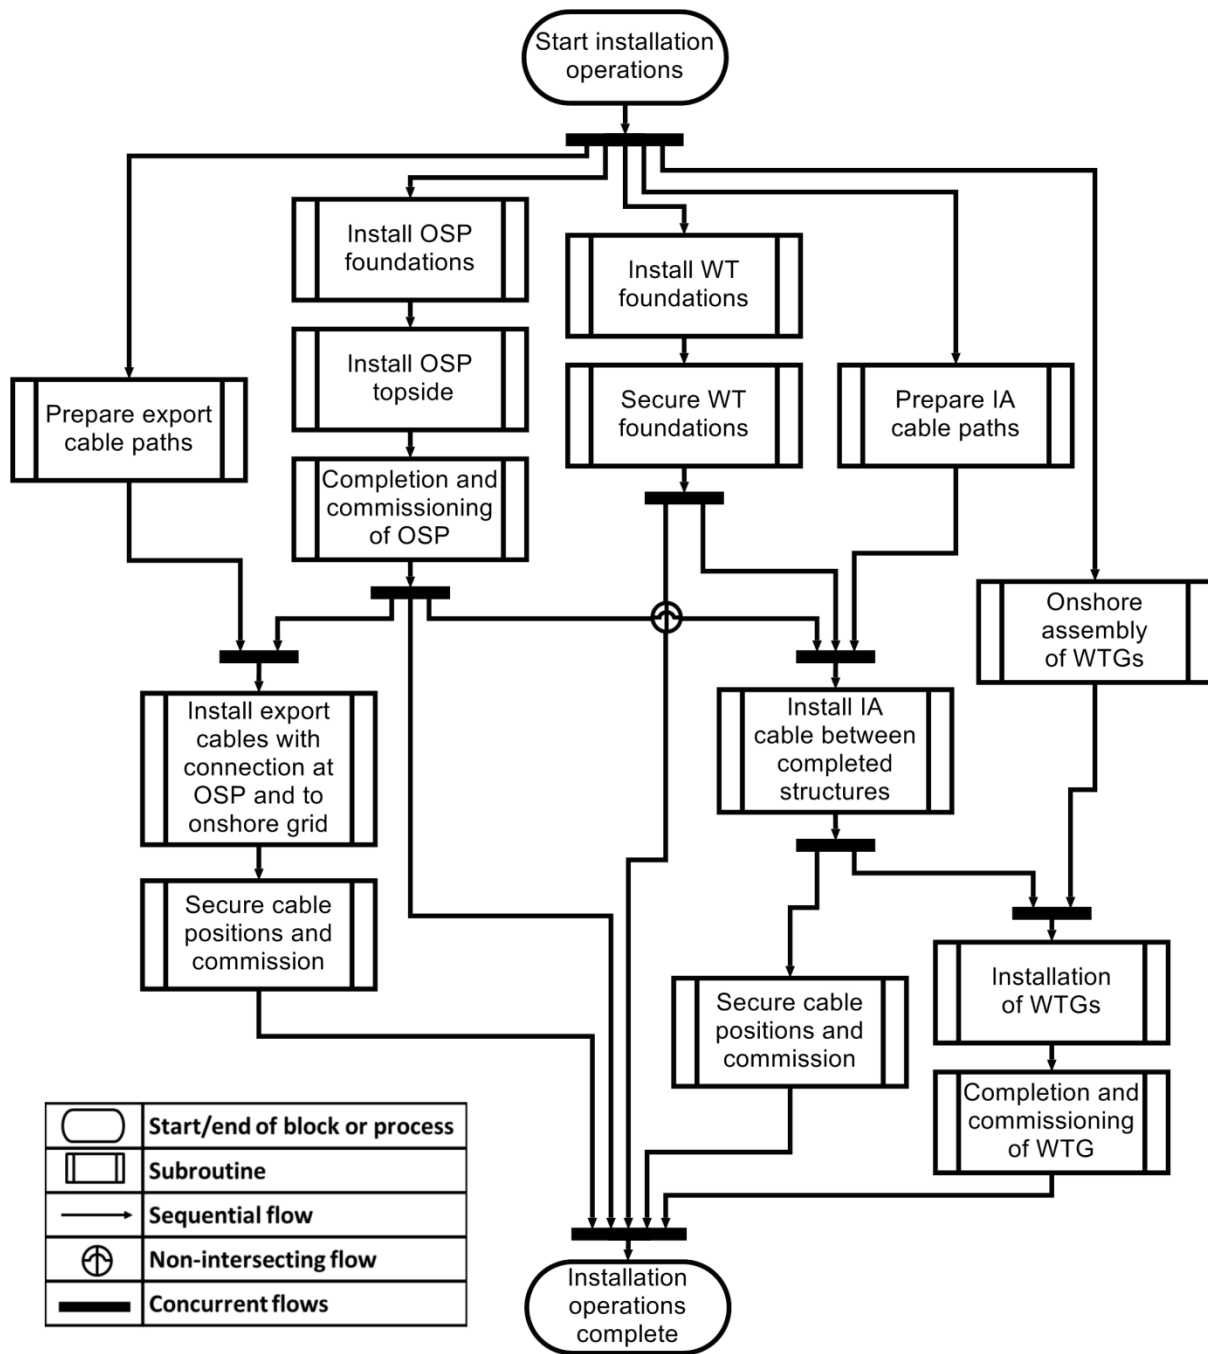 Start installation
operations
Install OSP
foundations
Install WT
foundations
Install OSP
topside
Prepare export
cable paths
Secure WT
foundations
Prepare IA
cable paths
Completion and
commissioning
of OSP
Onshore
assembly
of WTGs
Install export
cables with
connection at
OSP and to
onshore grid
Install IA
cable between
completed
structures
Secure cable
positions and
commission
Installation
of WTGs
Secure cable
positions and
commission
Completion and
commissioning
of WTG
Start/end of block or process
Subroutine
Sequential flow
Non-intersecting flow
Concurrent flows
Installation
operations
complete